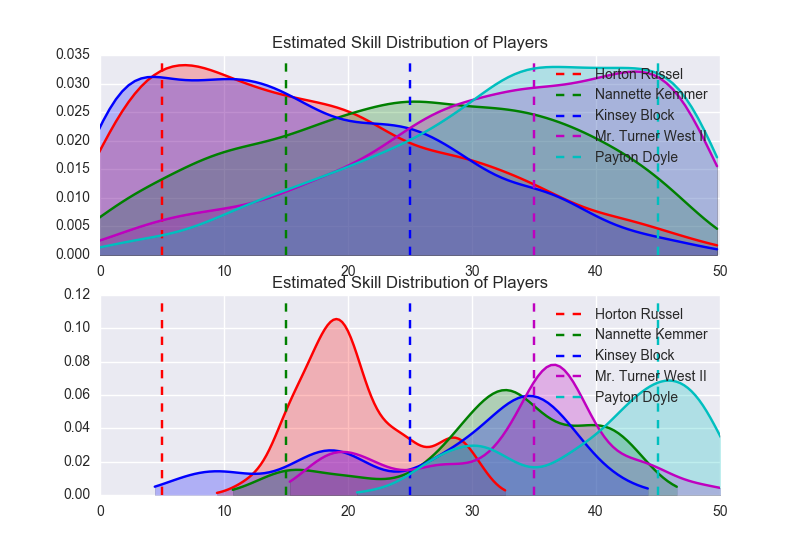 Estimated Skill Distribution of Players
0.035
0.030
0.025
0.020
0.015
0.010
0.005
0.000
Horton Russel
Nannette Kemmer
Kinsey Block
Mr. Turner West II
Payton Doyle
0 10 20 30 40 50
Estimated Skill Distribution of Players
0.12
0.10
0.08
0.06
0.04
0.02
0.00
Horton Russel
Nannette Kemmer
Kinsey Block
Mr. Turner West II
Payton Doyle
0 10 20 30 40 50